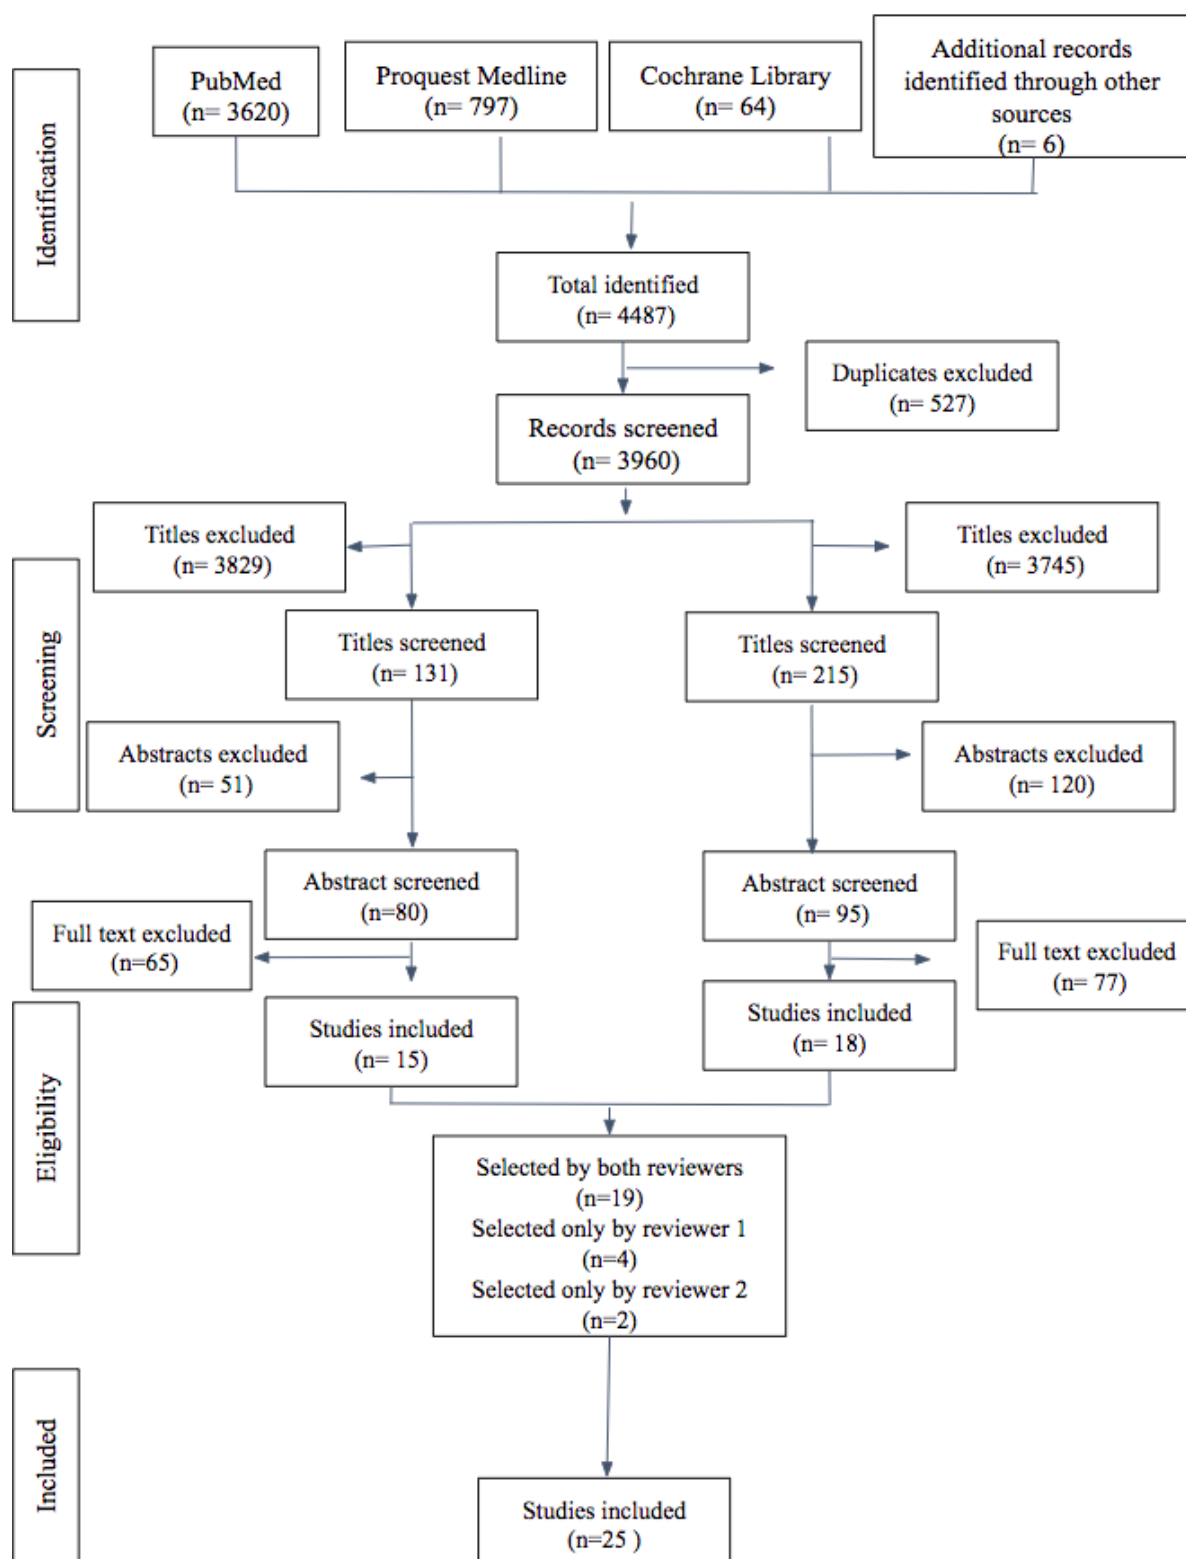 PubMed
(n= 3620)
Proquest Medline
(n= 797)
Cochrane Library
(n= 64)
Additional records
identified through other
sources
(n= 6)
Identification
Total identified
(n= 4487)
Duplicates excluded
(n= 527)
Records screened
(n= 3960)
Titles excluded
(n= 3829)
Titles excluded
(n= 3745)
Screening
Titles screened
(n= 131)
Titles screened
(n= 215)
Abstracts excluded
(n= 51)
Abstracts excluded
(n= 120)
Abstract screened
(n=80)
Abstract screened
(n= 95)
Full text excluded
(n=65)
Full text excluded
(n= 77)
Eligibility
Studies included
(n= 15)
Studies included
(n= 18)
Selected by both reviewers
(n=19)
Selected only by reviewer 1
(n=4)
Selected only by reviewer 2
(n=2)
Included
Studies included
(n=25 )